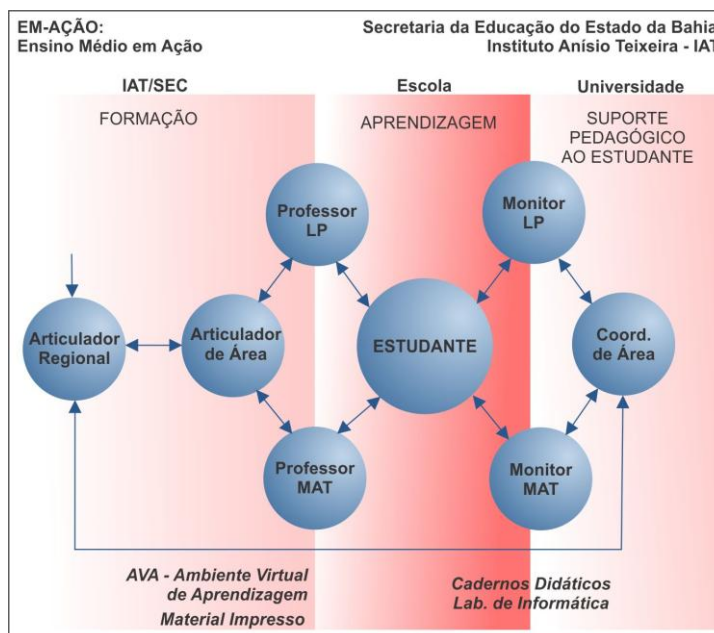 EM-AÇÃO:
Ensino Médio em Ação
Secretaria da Educação do Estado da Bahia
Instituto Anísio Teixeira - IAT
IAT/SEC
Escola
Universidade
FORMAÇÃO
APRENDIZAGEM
SUPORTE
PEDAGÓGICO
AO ESTUDANTE
Professor
LP
Monitor
LP
Articulador
Regional
Articulador
de Área
ESTUDANTE
Coord.
de Área
Professor
MAT
Monitor
MAT
AVA - Ambiente Virtual
de Aprendizagem
Material Impresso
Cadernos Didáticos
Lab. de Informática